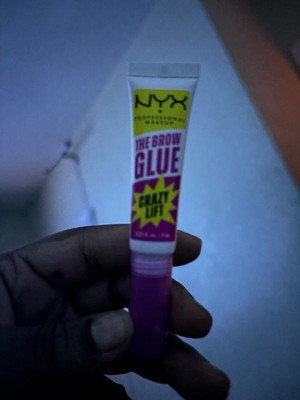 NYX
PROFESSIONAL
MAKEUP
THE BROW
GLUE
CRAZY
LIFT